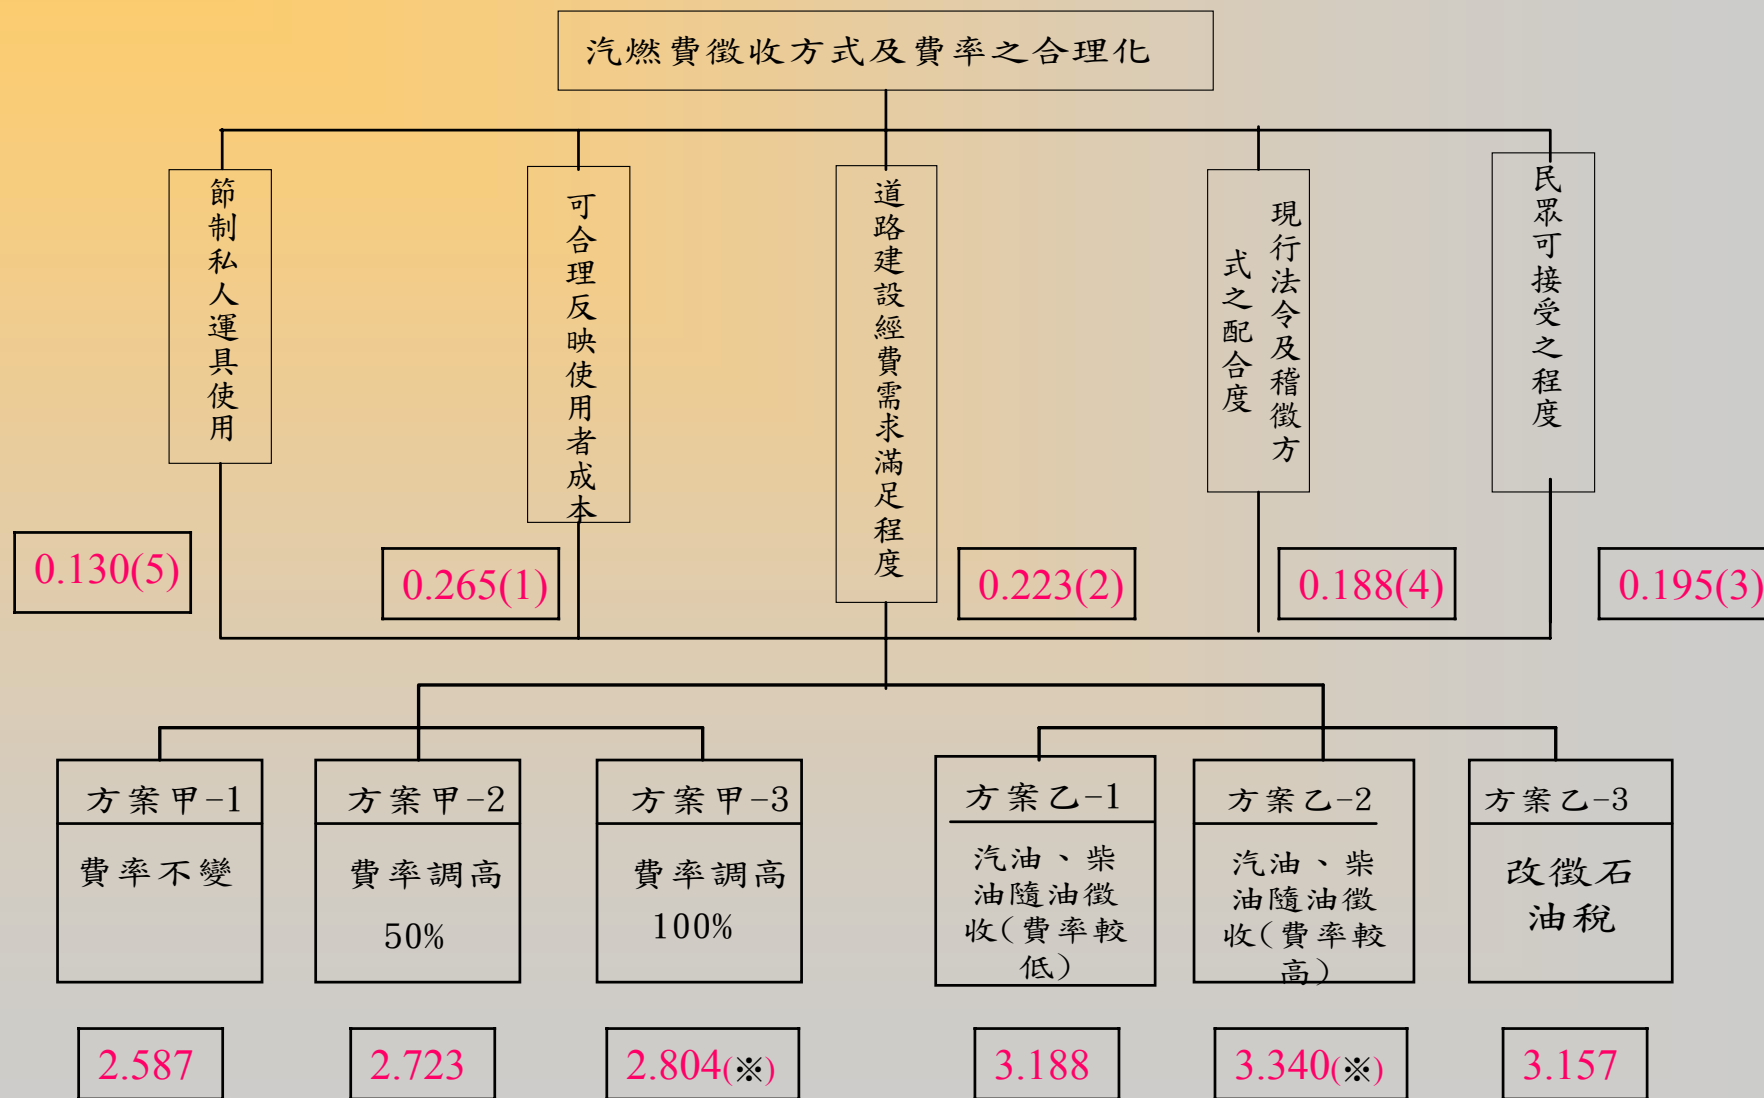 汽燃費徵收方式及費率之合理化
節制私人運具使用
可合理反映使用者成本
道路建設經費需求滿足程度
現行法令及稽徵方
式之配合度
民眾可接受之程度
0.130(5)
0.265(1)
0.223(2)
0.188(4)
0.195(3)
方案甲-1
費率不變
2.587
方案甲-2
費率調高
50%
2.723
方案甲-3
費率調高
100%
2.804(※)
方案乙-1
汽油、柴
油隨油徵
收(費率較
低)
3.188
方案乙-2
汽油、柴
油隨油徵
收(費率較
高)
3.340(※)
方案乙-3
改徵石
油稅
3.157